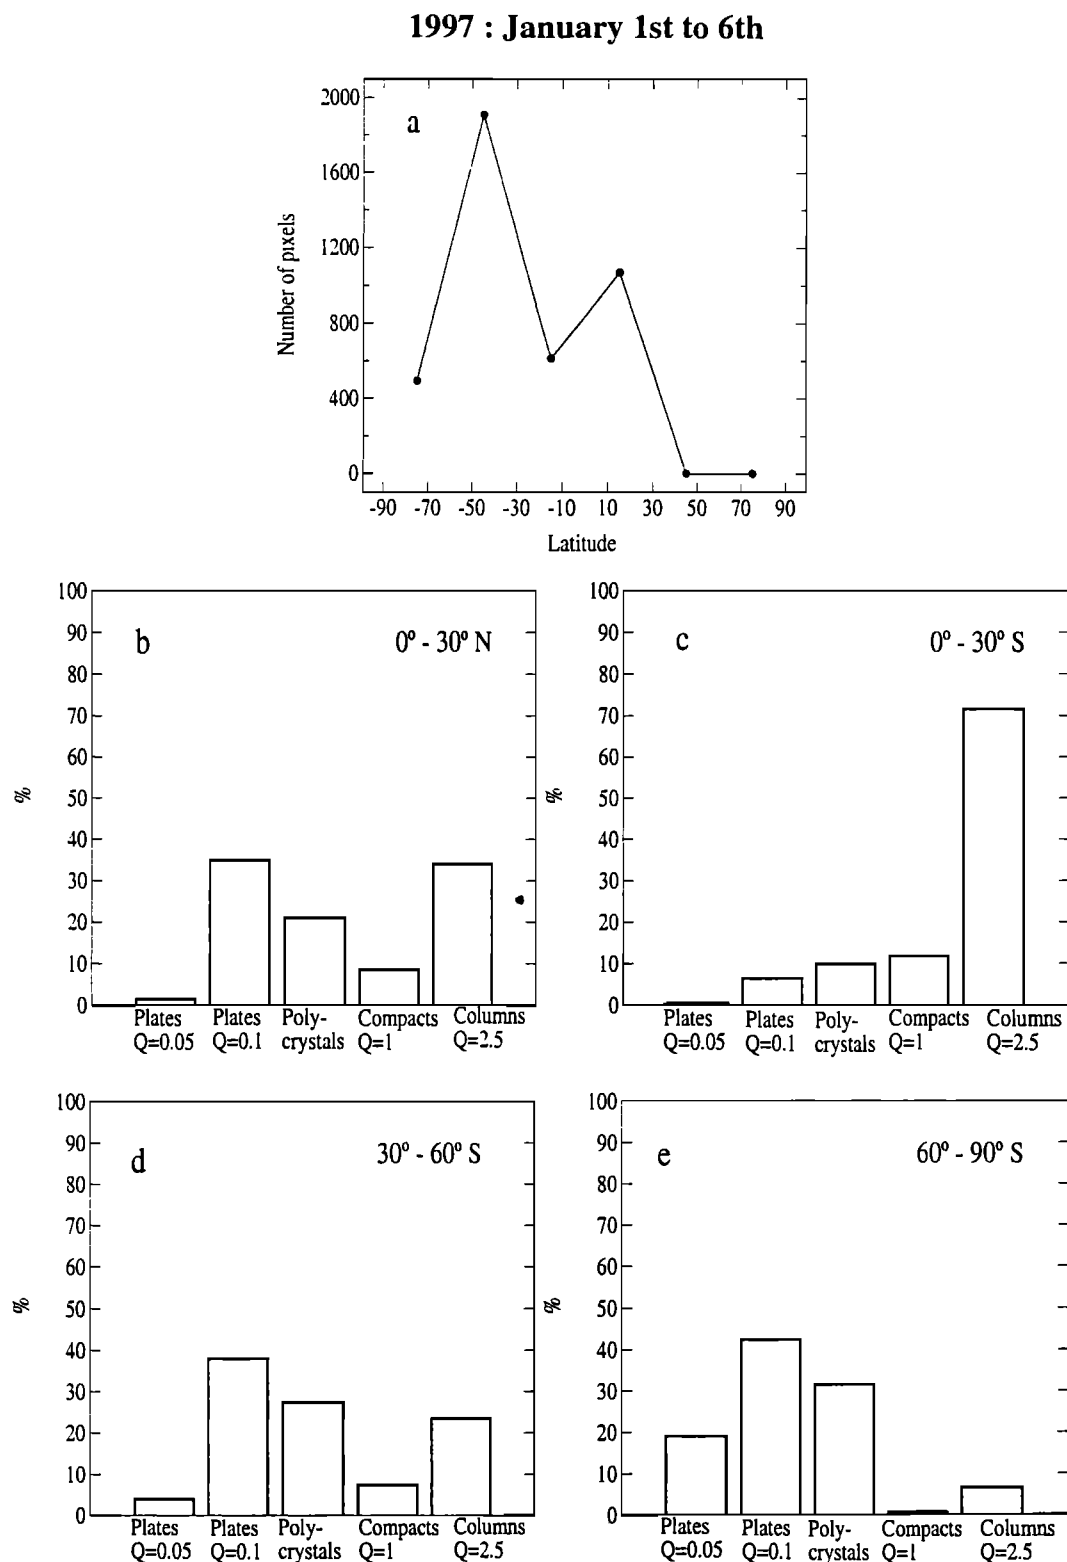 1997 : January 1st to 6th
a
2000
1600
1200
800
400
0
Number of pixels
-90 -70 -50 -30 -10 10 30 50 70 90
Latitude
b
0° - 30° N
100
90
80
70
60
50
40
30
20
10
0
%
Plates Plates Poly- Compacts Columns
Q=0.05 Q=0.1 crystals Q=1 Q=2.5
c
0° - 30° S
100
90
80
70
60
50
40
30
20
10
0
%
Plates Plates Poly- Compacts Columns
Q=0.05 Q=0.1 crystals Q=1 Q=2.5
d
30° - 60° S
100
90
80
70
60
50
40
30
20
10
0
%
Plates Plates Poly- Compacts Columns
Q=0.05 Q=0.1 crystals Q=1 Q=2.5
e
60° - 90° S
100
90
80
70
60
50
40
30
20
10
0
%
Plates Plates Poly- Compacts Columns
Q=0.05 Q=0.1 crystals Q=1 Q=2.5